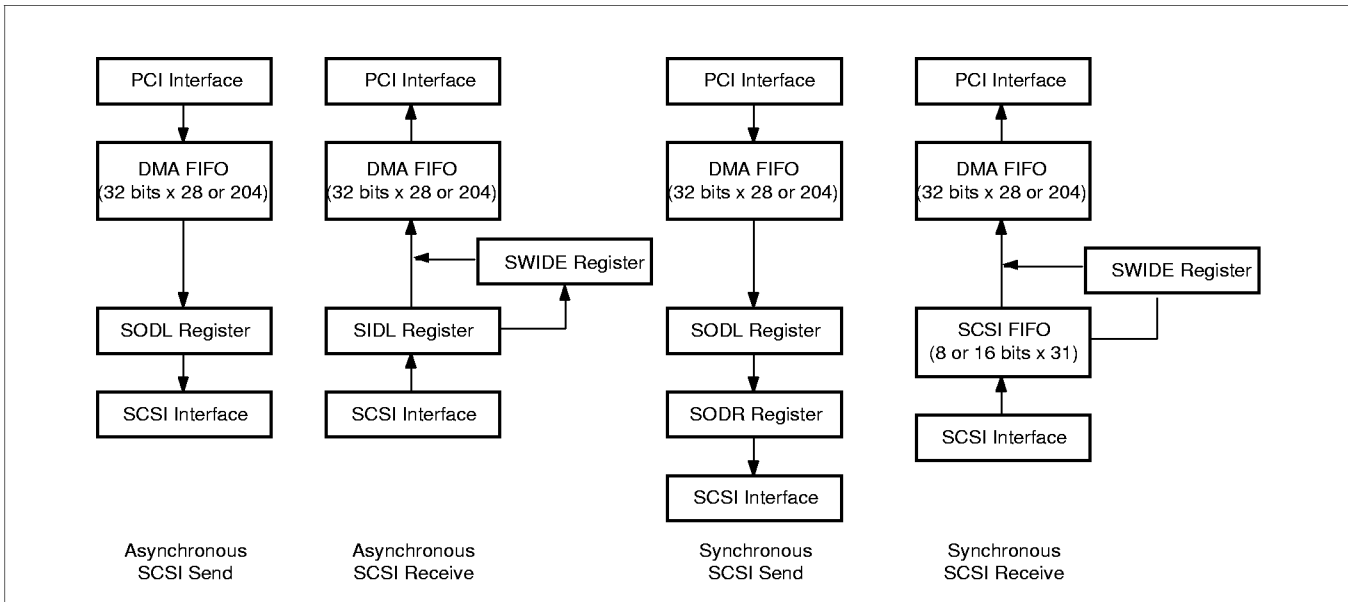 PCI Interface
DMA FIFO
(32 bits x 28 or 204)
SODL Register
SCSI Interface
Asynchronous
SCSI Send
PCI Interface
DMA FIFO
(32 bits x 28 or 204)
SWIDE Register
SIDL Register
SCSI Interface
Asynchronous
SCSI Receive
PCI Interface
DMA FIFO
(32 bits x 28 or 204)
SODL Register
SODR Register
SCSI Interface
Synchronous
SCSI Send
PCI Interface
DMA FIFO
(32 bits x 28 or 204)
SWIDE Register
SCSI FIFO
(8 or 16 bits x 31)
SCSI Interface
Synchronous
SCSI Receive